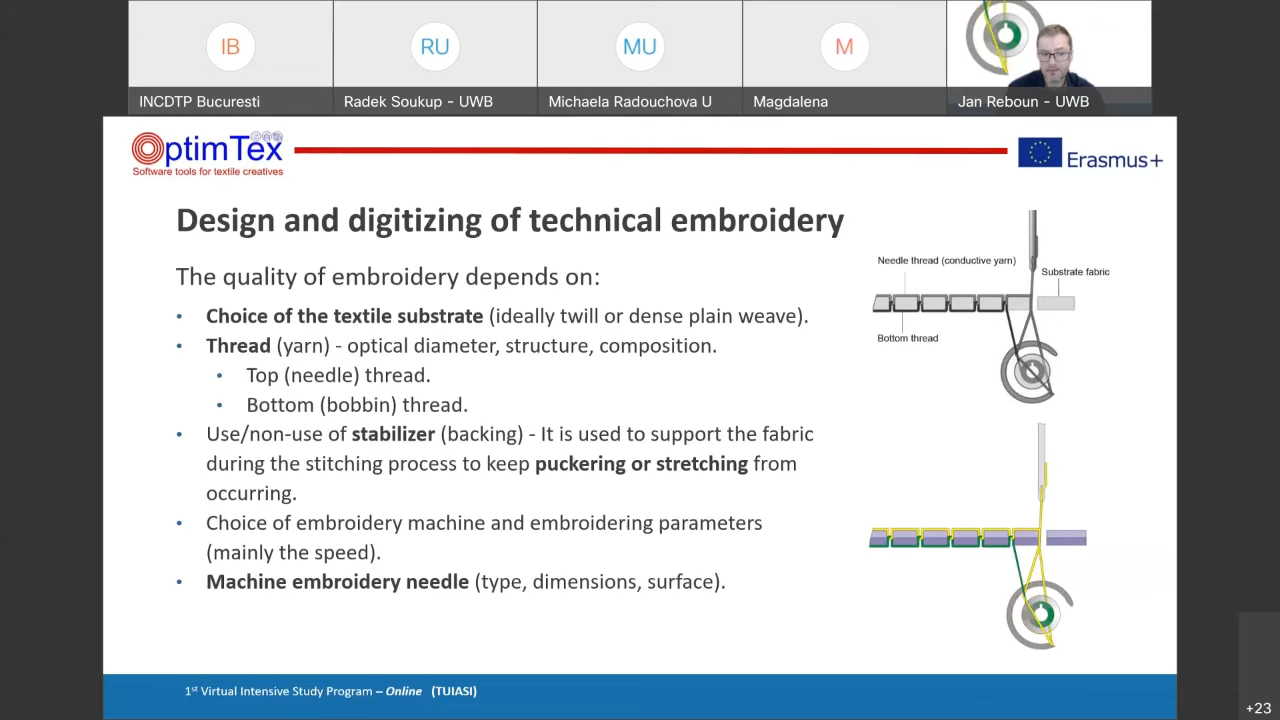 IB
RU
MU
M
INCDTP Bucuresti
Radek Soukup - UWB
Michaela Radouchova U
Magdalena
Jan Reboun - UWB
OptimTex
Software tools for textile creatives
Erasmus+
Design and digitizing of technical embroidery
The quality of embroidery depends on:
• Choice of the textile substrate (ideally twill or dense plain weave).
• Thread (yarn) - optical diameter, structure, composition.
• Top (needle) thread.
• Bottom (bobbin) thread.
• Use/non-use of stabilizer (backing) - It is used to support the fabric
during the stitching process to keep puckering or stretching from
occurring.
• Choice of embroidery machine and embroidering parameters
(mainly the speed).
• Machine embroidery needle (type, dimensions, surface).
Needle thread (conductive yarn)
Substrate fabric
Bottom thread
1st Virtual Intensive Study Program – Online (TUIASI)
+23